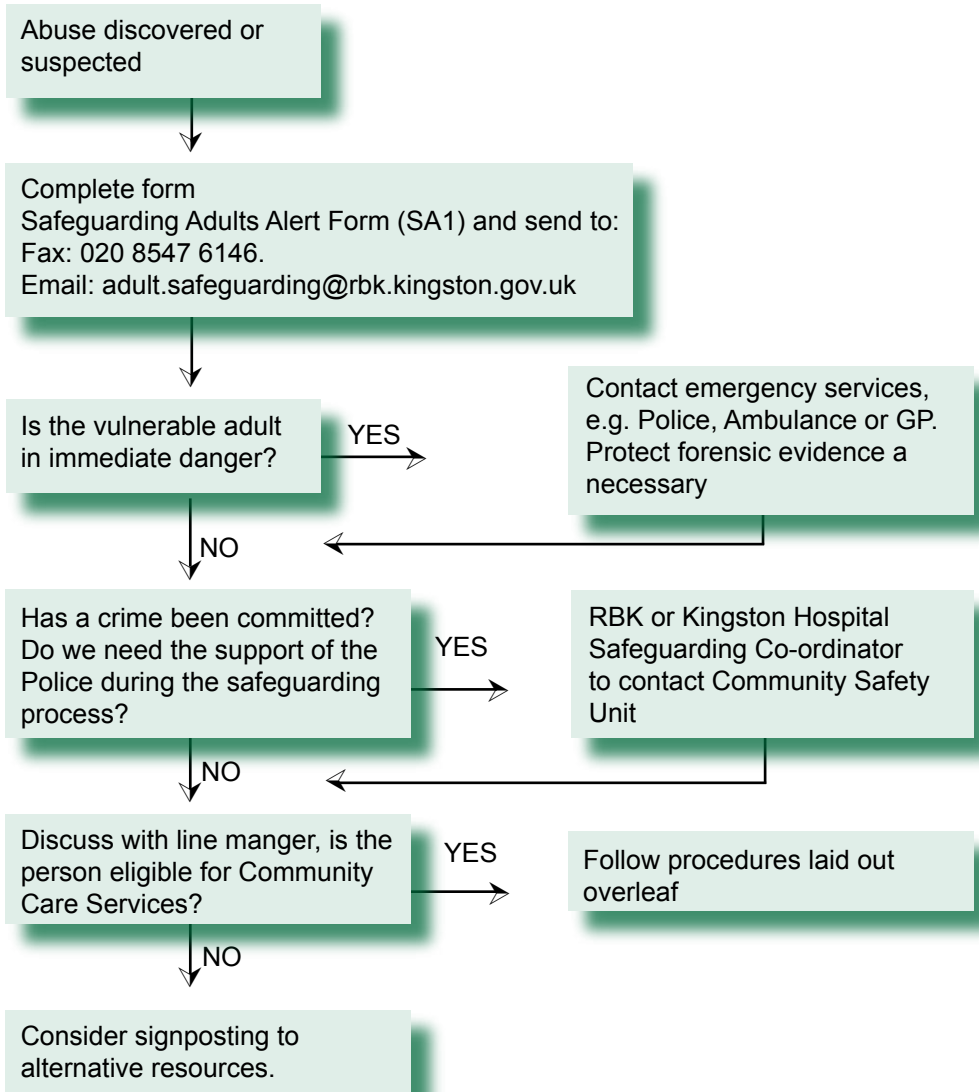 Abuse discovered or
suspected
Complete form
Safeguarding Adults Alert Form (SA1) and send to:
Fax: 020 8547 6146.
Email: adult.safeguarding@rbk.kingston.gov.uk
Is the vulnerable adult
in immediate danger?
YES
Contact emergency services,
e.g. Police, Ambulance or GP.
Protect forensic evidence a
necessary
NO
Has a crime been committed?
Do we need the support of the
Police during the safeguarding
process?
YES
RBK or Kingston Hospital
Safeguarding Co-ordinator
to contact Community Safety
Unit
NO
Discuss with line manger, is the
person eligible for Community
Care Services?
YES
Follow procedures laid out
overleaf
NO
Consider signposting to
alternative resources.